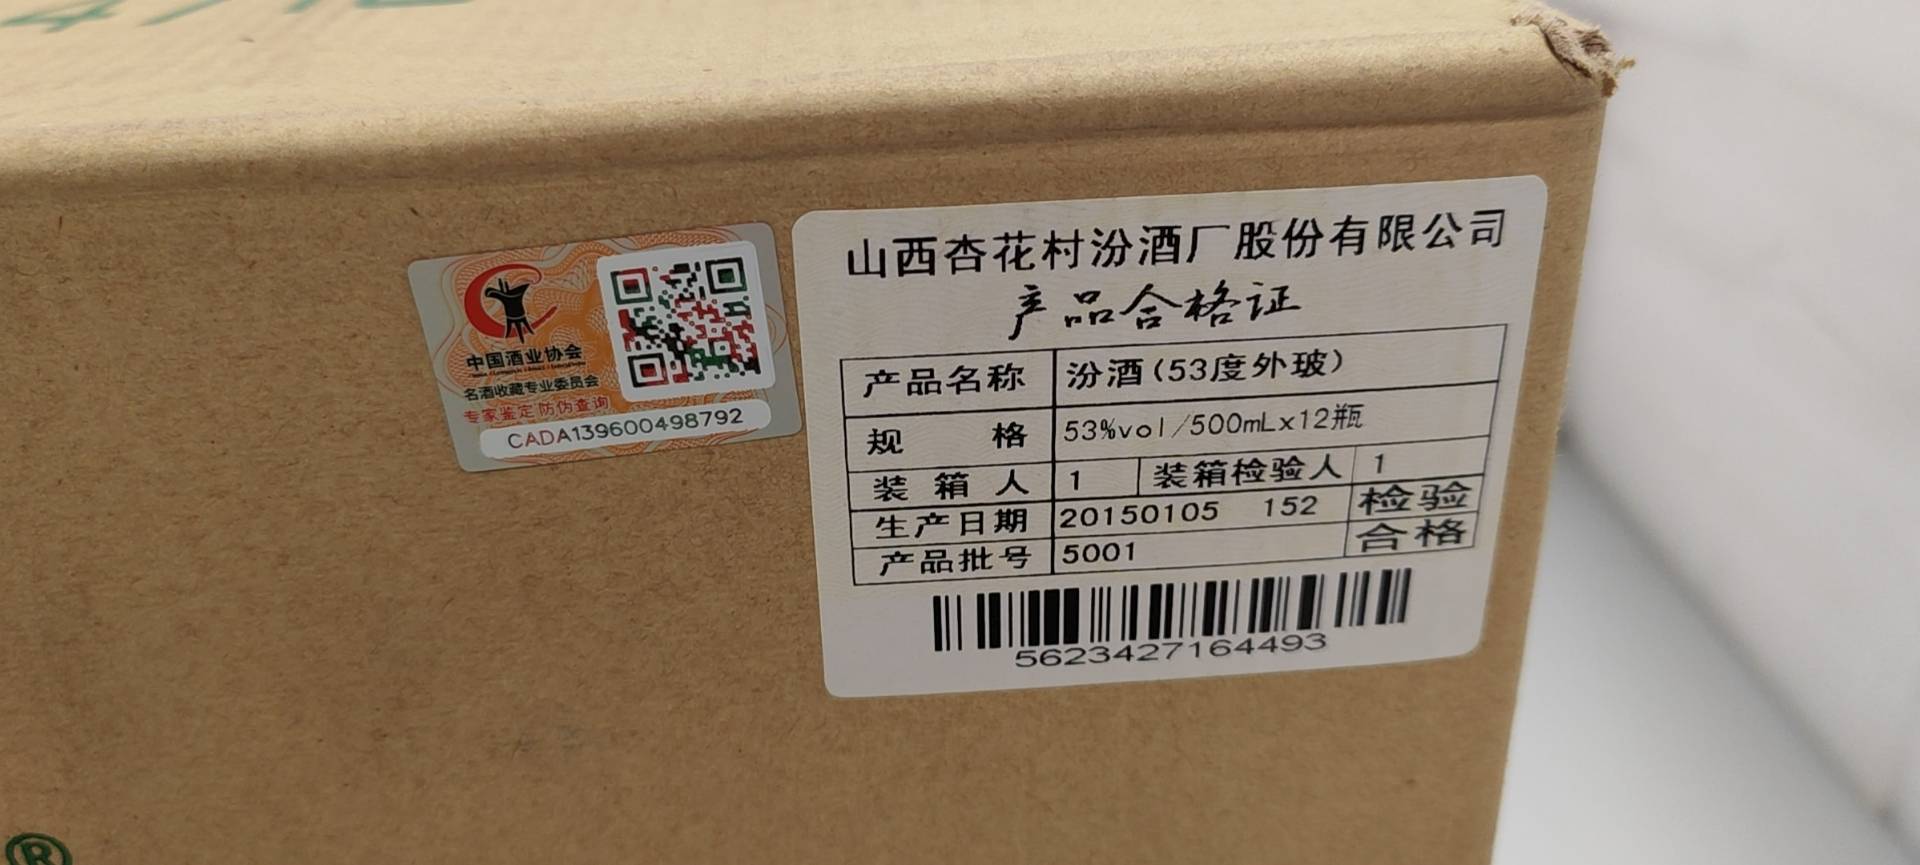 中国酒业协会
名酒收藏专业委员会
专家鉴定 防伪查询
CADA139600498792
山西杏花村汾酒厂股份有限公司
产品合格证
产品名称 汾酒(53度外玻)
规 格 53%vol/500mLx12瓶
装 箱 人 1 装箱检验人 1
生产日期 20150105 152 检验
产品批号 5001 合格
5623427164493
®